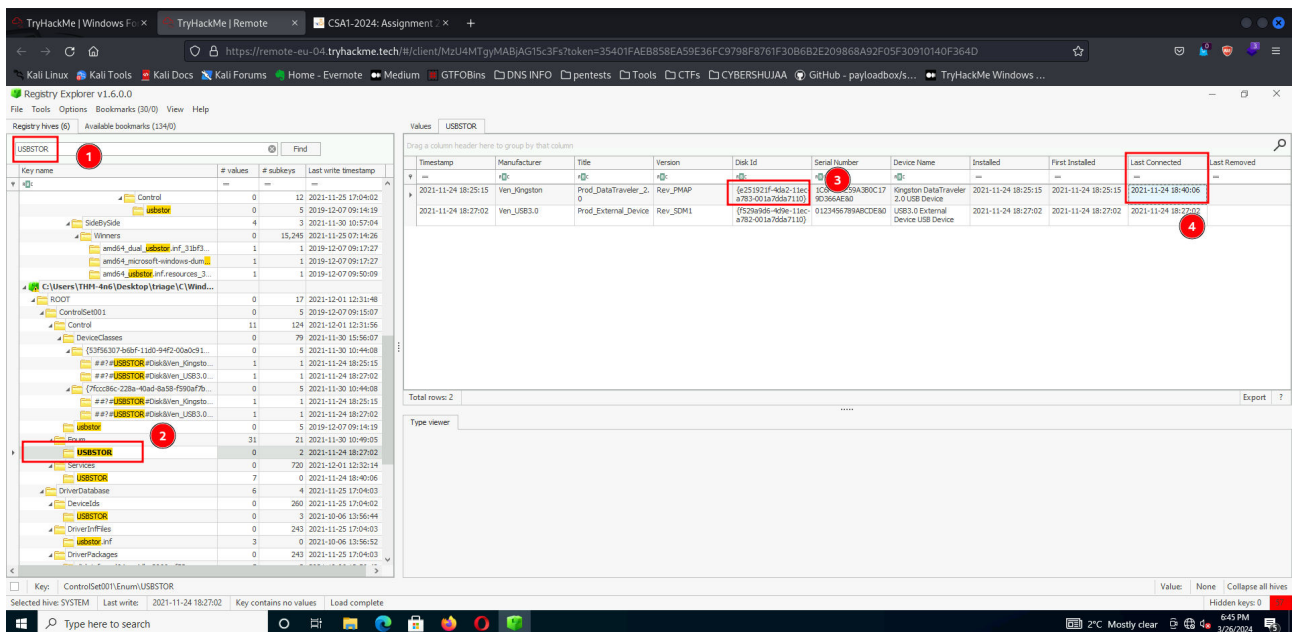 TryHackMe | Windows Fo
TryHackMe | Remote
CSA1-2024: Assignment 2
https://remote-eu-04.tryhackme.tech/#/client/MzU4MTgyMABjAG15c3Fs?token=35401FAEB858EA59E36FC9798F8761F30B6B2E209868A92F05F30910140F364D
Kali Linux Kali Tools Kali Docs Kali Forums Home - Evernote Medium GTFOBins DNS INFO pentests Tools CTFs CYBERSHUJAA GitHub - payloadbox/s... TryHackMe Windows ...
Registry Explorer v1.6.0.0
File Tools Options Bookmarks (30/0) View Help
Registry hives (6) Available bookmarks (134/0)
USBSTOR Find
1
Key name # values # subkeys Last write timestamp
= = =
Control 0 12 2021-11-25 17:04:02
usbstor 0 5 2019-12-07 09:14:19
SideBySide 4 3 2021-11-30 10:57:04
Winners 0 15,245 2021-11-25 07:14:26
amd64_dual_usbstor.inf_31bf3... 1 1 2019-12-07 09:17:27
amd64_microsoft-windows-dum... 1 1 2019-12-07 09:17:27
amd64_usbstor.inf.resources_3... 1 1 2019-12-07 09:50:09
C:\Users\THM-4n6\Desktop\triage\C\Wind...
ROOT 0 17 2021-12-01 12:31:48
ControlSet001 0 5 2019-12-07 09:15:07
Control 11 124 2021-12-01 12:31:56
DeviceClasses 0 79 2021-11-30 15:56:07
{53f56307-b6bf-11d0-94f2-00a0c91... 0 5 2021-11-30 10:44:08
##?#USBSTOR#Disk&Ven_Kingsto... 1 1 2021-11-24 18:25:15
##?#USBSTOR#Disk&Ven_USB3.0... 1 1 2021-11-24 18:27:02
{7fccc86c-228a-40ad-8a58-f590af7b... 0 5 2021-11-30 10:44:08
##?#USBSTOR#Disk&Ven_Kingsto... 1 1 2021-11-24 18:25:15
##?#USBSTOR#Disk&Ven_USB3.0... 1 1 2021-11-24 18:27:02
usbstor 0 5 2019-12-07 09:14:19
2
Enum 31 21 2021-11-30 10:49:05
USBSTOR 0 2 2021-11-24 18:27:02
Services 0 720 2021-12-01 12:32:14
USBSTOR 7 0 2021-11-24 18:40:06
DriverDatabase 6 4 2021-11-25 17:04:03
DeviceIds 0 260 2021-11-25 17:04:02
USBSTOR 0 3 2021-10-06 13:56:44
DriverInfFiles 0 243 2021-11-25 17:04:03
usbstor.inf 3 0 2021-10-06 13:56:52
DriverPackages 0 243 2021-11-25 17:04:03
Values USBSTOR
Drag a column header here to group by that column
Timestamp Manufacturer Title Version Disk Id Serial Number Device Name Installed First Installed Last Connected Last Removed
= = = = =
3
2021-11-24 18:25:15 Ven_Kingston Prod_DataTraveler_2. Rev_PMAP {e251921f-4da2-11ec- Kingston DataTraveler 2021-11-24 18:25:15 2021-11-24 18:25:15 2021-11-24 18:40:06
0 a783-001a7dda7110} 9D366AE&0 2.0 USB Device
2021-11-24 18:27:02 Ven_USB3.0 Prod_External_Device Rev_SDM1 {f529a9d6-4d9e-11ec- 0123456789ABCDE&0 USB3.0 External 2021-11-24 18:27:02 2021-11-24 18:27:02 2021-11-24 18:27:02
a782-001a7dda7110} Device USB Device
4
Total rows: 2 Export ?
Type viewer
Key: ControlSet001\Enum\USBSTOR Value: None Collapse all hives
Selected hive: SYSTEM Last write: 2021-11-24 18:27:02 Key contains no values Load complete Hidden keys: 0
Type here to search 2°C Mostly clear 6:45 PM
3/26/2024